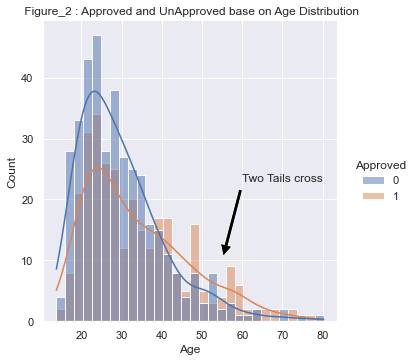 Figure_2 : Approved and UnApproved base on Age Distribution
40
30
20
10
0
Count
Two Tails cross
Approved
0
1
20 30 40 50 60 70 80
Age